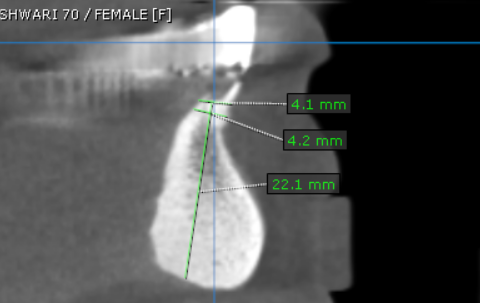 SHWARI 70 / FEMALE [F]
4.1 mm
4.2 mm
22.1 mm